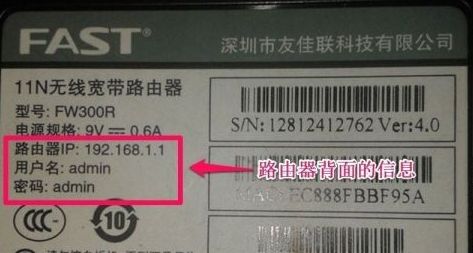 FAST®
深圳市友佳联科技有限公司
11N无线宽带路由器
型号: FW300R
电源规格: 9V⎓0.6A
路由器IP: 192.168.1.1
用户名: admin
密码: admin
S/N: 12812412762 Ver:4.0
路由器背面的信息
MAC: EC888FBBF95A
CCC
10